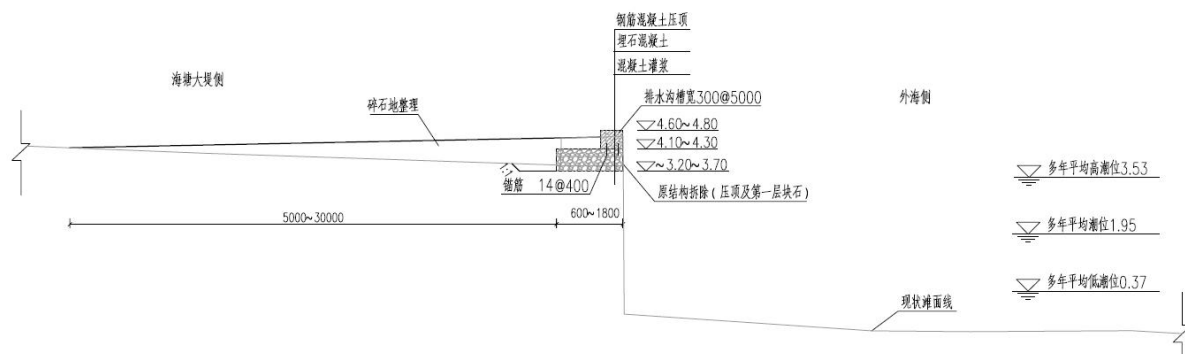 钢筋混凝土压顶
埋石混凝土
混凝土灌浆
海塘大堤侧
碎石地整理
排水沟槽宽300@5000
外海侧
4.60~4.80
4.10~4.30
~3.20~3.70
锚筋 14@400
原结构拆除(压顶及第一层块石)
5000~30000
600~1800
多年平均高潮位3.53
多年平均潮位1.95
多年平均低潮位0.37
现状滩面线